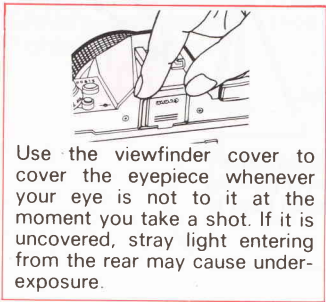 Use the viewfinder cover to
cover the eyepiece whenever
your eye is not to it at the
moment you take a shot. If it is
uncovered, stray light entering
from the rear may cause under-
exposure.